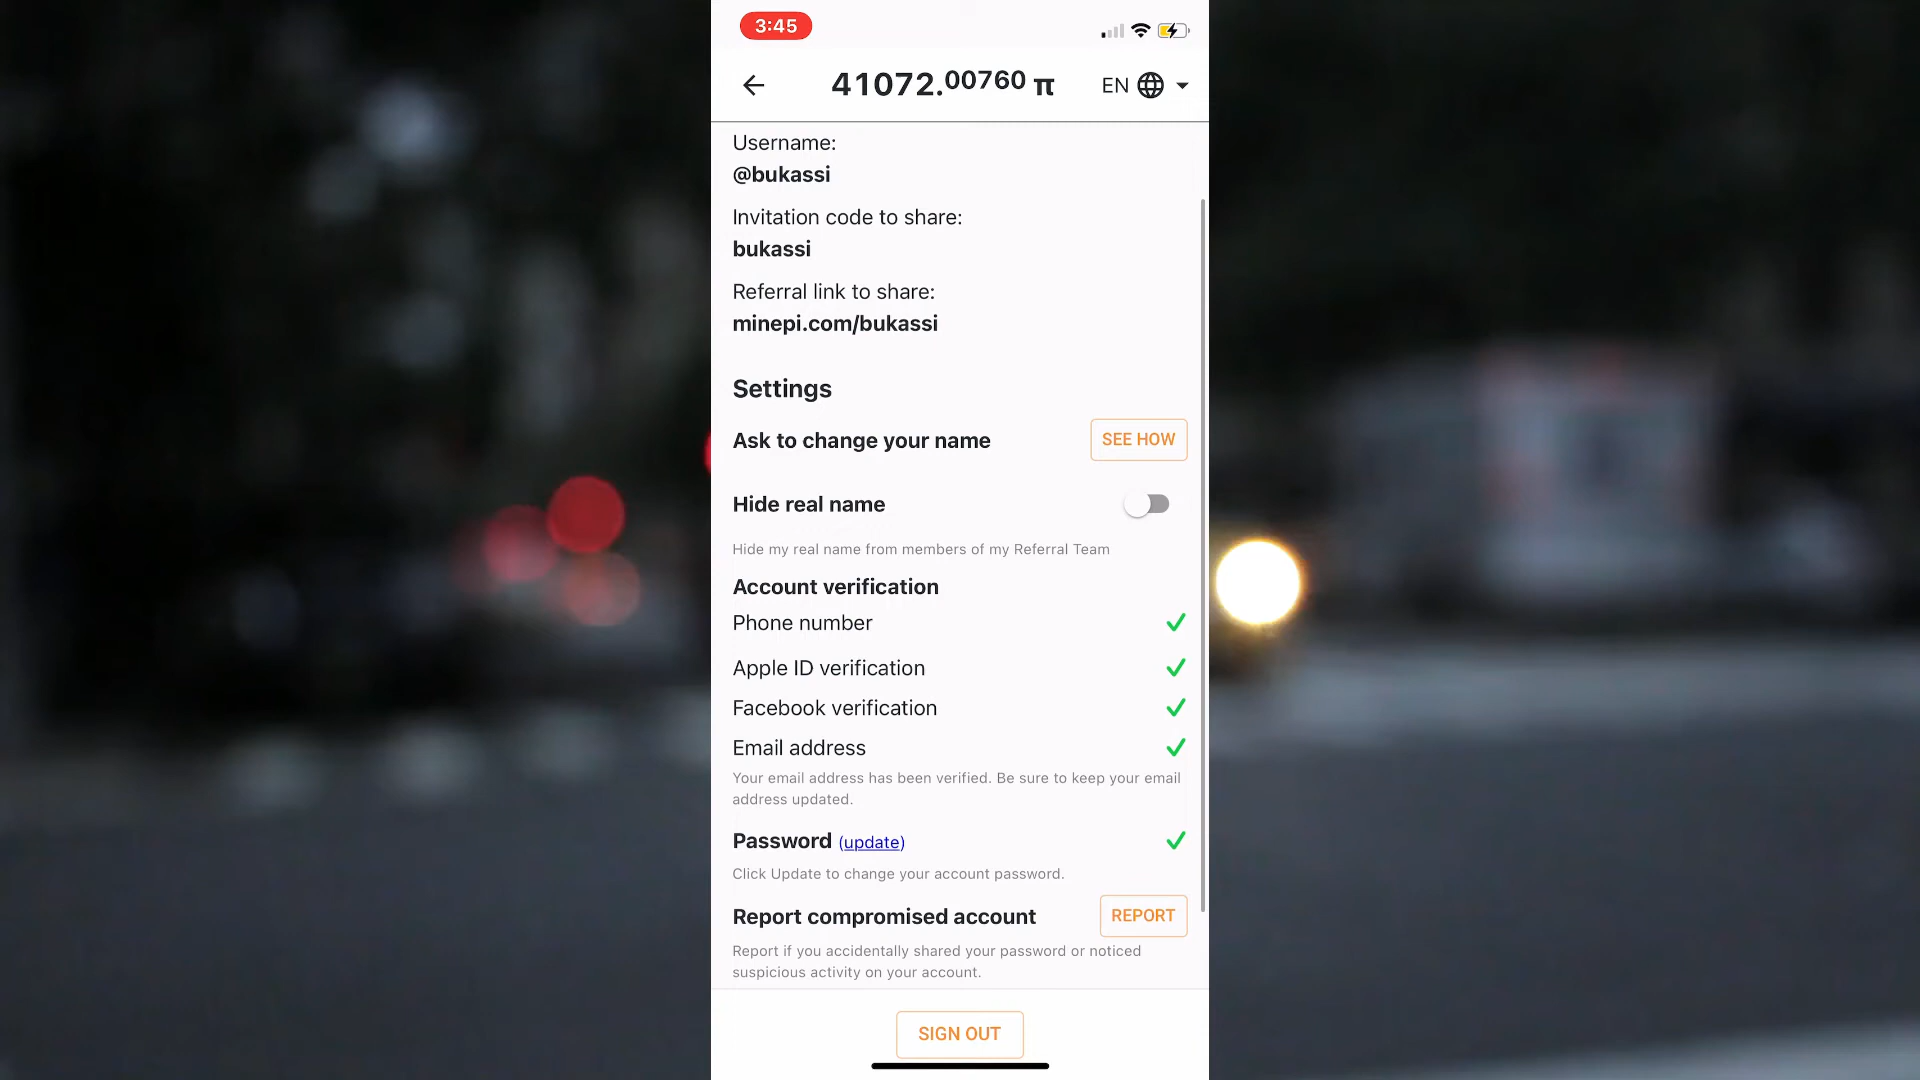 3:45
41072.00760 π EN
Username:
@bukassi
Invitation code to share:
bukassi
Referral link to share:
minepi.com/bukassi
Settings
Ask to change your name SEE HOW
Hide real name
Hide my real name from members of my Referral Team
Account verification
Phone number
Apple ID verification
Facebook verification
Email address
Your email address has been verified. Be sure to keep your email
address updated.
Password (update)
Click Update to change your account password.
Report compromised account REPORT
Report if you accidentally shared your password or noticed
suspicious activity on your account.
SIGN OUT